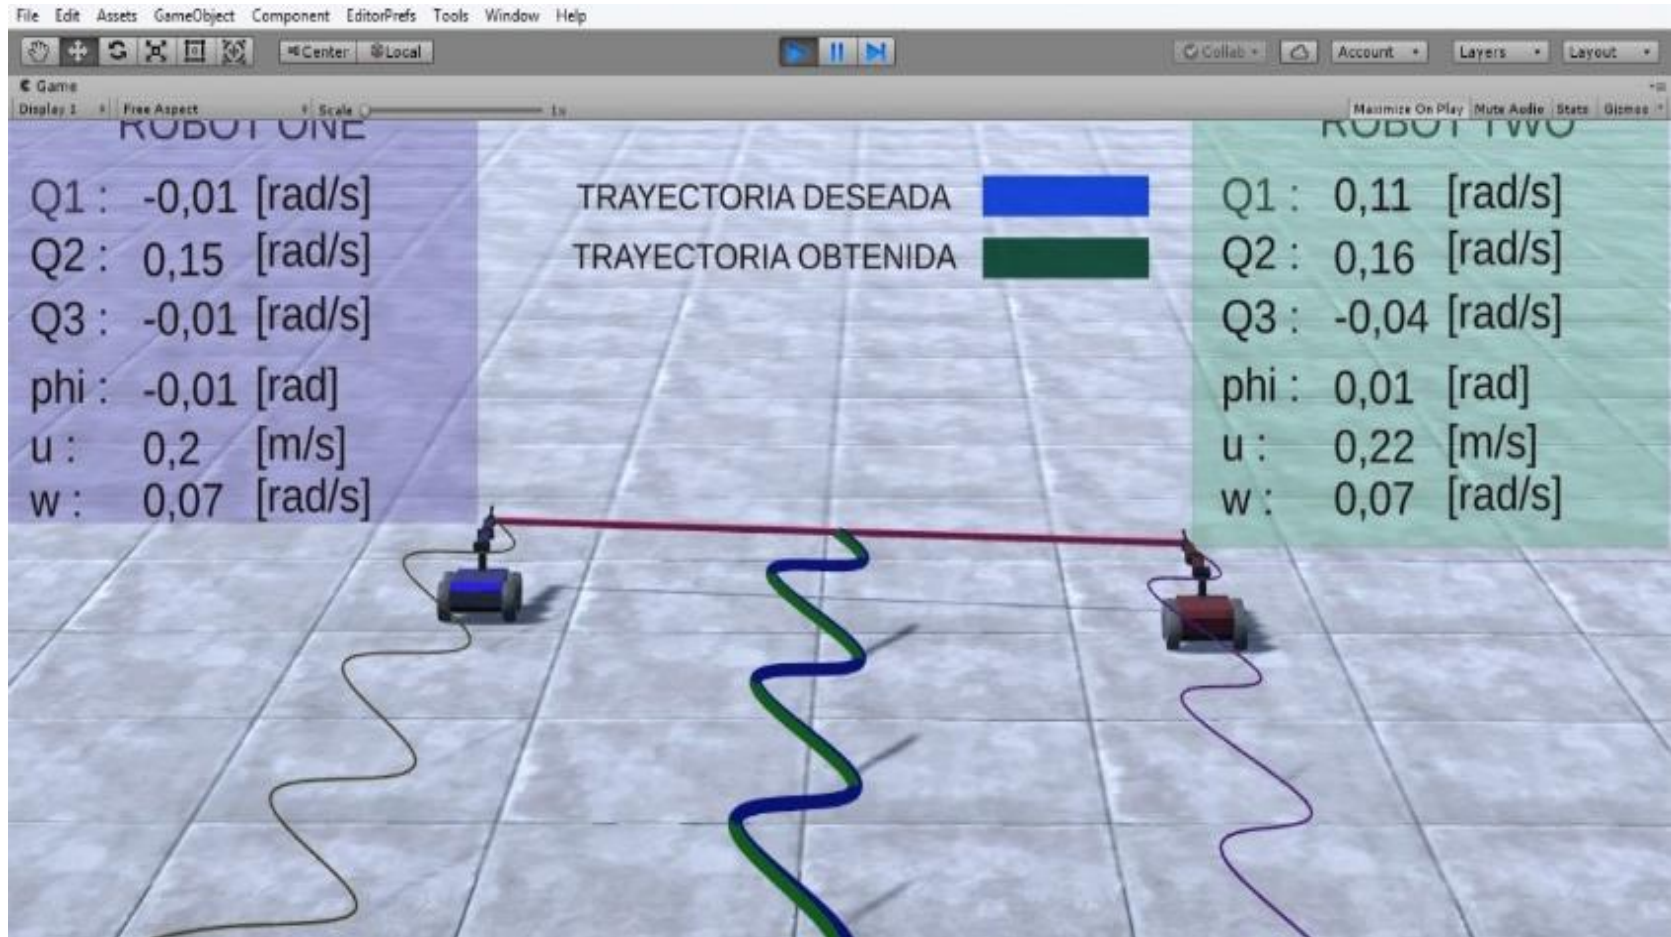 File Edit Assets GameObject Component EditorPrefs Tools Window Help
Center Local Collab Account Layers Layout
Game
Display 1 Free Aspect Scale 1x Maximize On Play Mute Audio Stats Gizmos
ROBOT ONE
Q1 : -0,01 [rad/s]
Q2 : 0,15 [rad/s]
Q3 : -0,01 [rad/s]
phi : -0,01 [rad]
u : 0,2 [m/s]
w : 0,07 [rad/s]
TRAYECTORIA DESEADA
TRAYECTORIA OBTENIDA
ROBOT TWO
Q1 : 0,11 [rad/s]
Q2 : 0,16 [rad/s]
Q3 : -0,04 [rad/s]
phi : 0,01 [rad]
u : 0,22 [m/s]
w : 0,07 [rad/s]